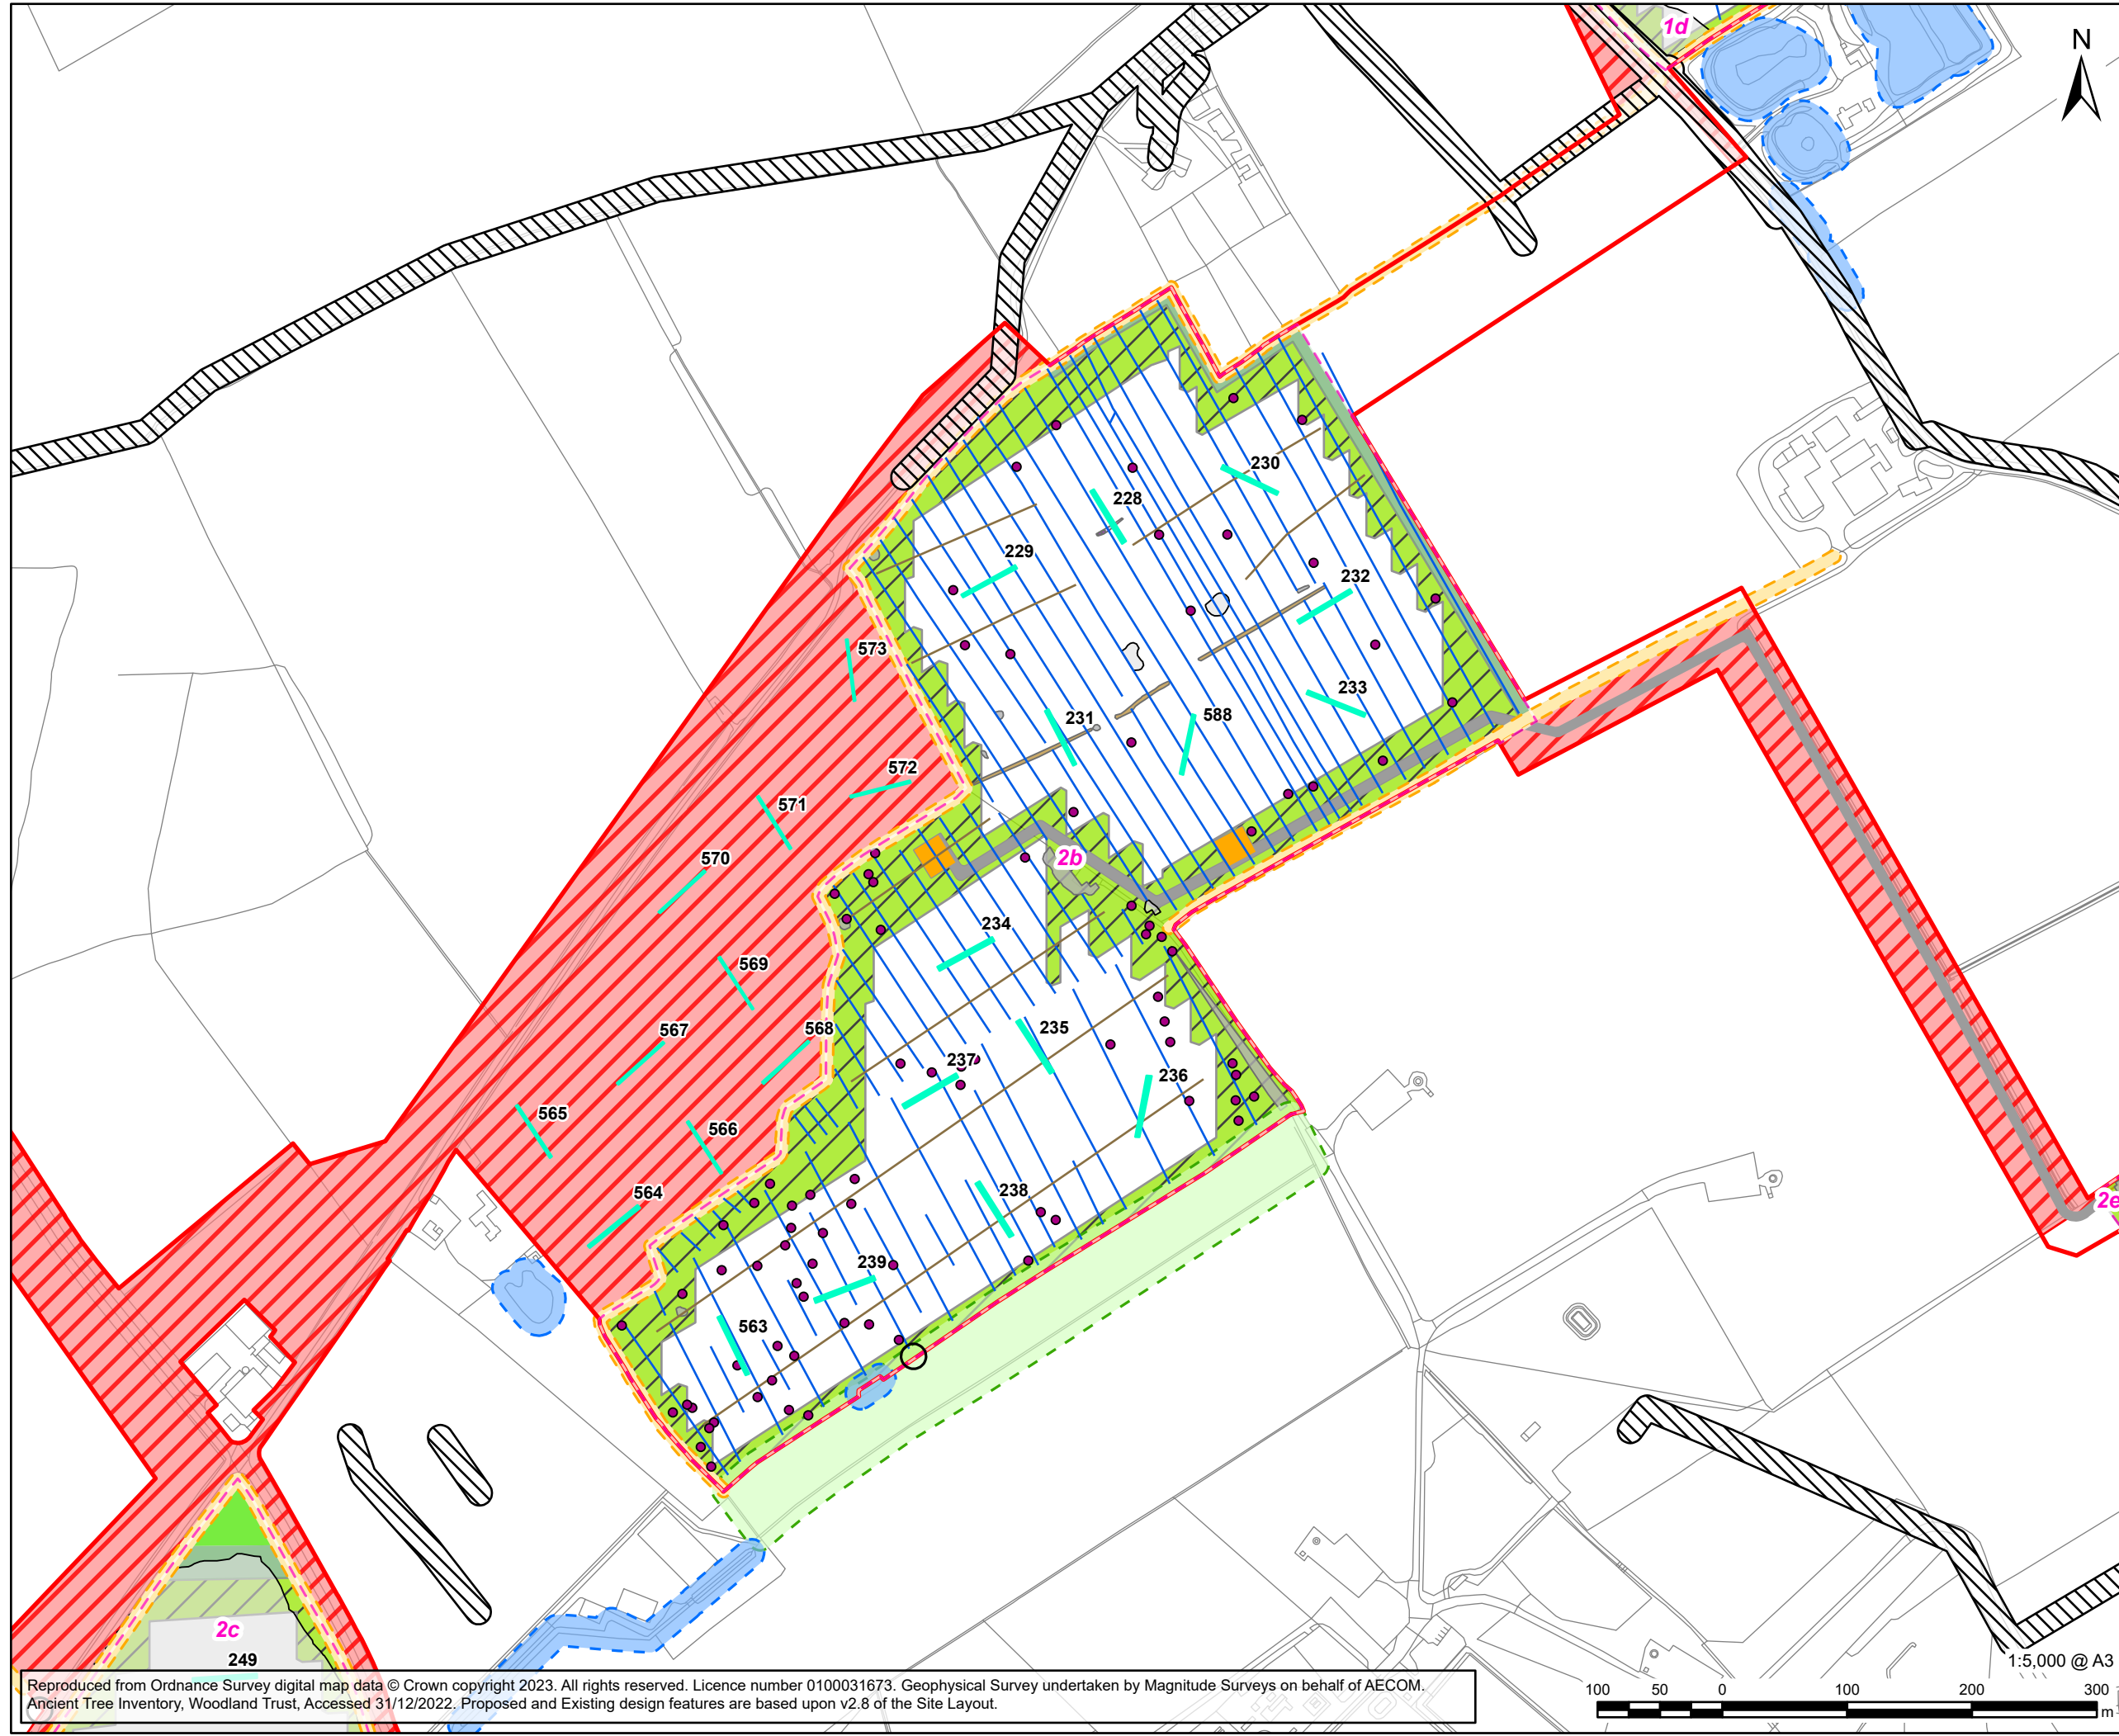 1d
N
230
228
229
232
573
233
231
588
572
571
2b
570
234
569
235
567
568
237
236
565
566
238
564
2e
239
563
2c
249
1:5,000 @ A3
Reproduced from Ordnance Survey digital map data © Crown copyright 2023. All rights reserved. Licence number 0100031673. Geophysical Survey undertaken by Magnitude Surveys on behalf of AECOM.
Ancient Tree Inventory, Woodland Trust, Accessed 31/12/2022. Proposed and Existing design features are based upon v2.8 of the Site Layout.
100 50 0 100 200 300
m